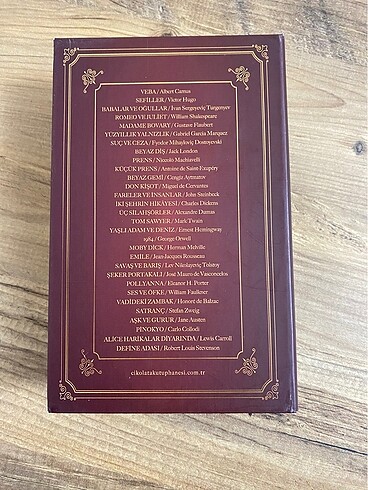 VEBA / Albert Camus
SEFİLLER / Victor Hugo
BABALAR VE OĞULLAR / Ivan Sergeyeviç Turgenyev
ROMEO VE JULIET / William Shakespeare
MADAME BOVARY / Gustave Flaubert
YÜZYILLIK YALNIZLIK / Gabriel Garcia Marquez
SUÇ VE CEZA / Fyodor Mihayloviç Dostoyevski
BEYAZ DİŞ / Jack London
PRENS / Niccolo Machiavelli
KÜÇÜK PRENS / Antoine de Saint-Exupéry
BEYAZ GEMİ / Cengiz Aytmatov
DON KİŞOT / Miguel de Cervantes
FARELER VE İNSANLAR / John Steinbeck
İKİ ŞEHRİN HİKÂYESİ / Charles Dickens
ÜÇ SİLAHŞÖRLER / Alexandre Dumas
TOM SAWYER / Mark Twain
YAŞLI ADAM VE DENİZ / Ernest Hemingway
1984 / George Orwell
MOBY DICK / Herman Melville
EMILE / Jean-Jacques Rousseau
SAVAŞ VE BARIŞ / Lev Nikolayeviç Tolstoy
ŞEKER PORTAKALI / José Mauro de Vasconcelos
POLLYANNA / Eleanor H. Porter
SES VE ÖFKE / William Faulkner
VADİDEKİ ZAMBAK / Honoré de Balzac
SATRANÇ / Stefan Zweig
AŞK VE GURUR / Jane Austen
PİNOKYO / Carlo Collodi
ALICE HARİKALAR DİYARINDA / Lewis Carroll
DEFİNE ADASI / Robert Louis Stevenson
cikolatakutuphanesi.com.tr